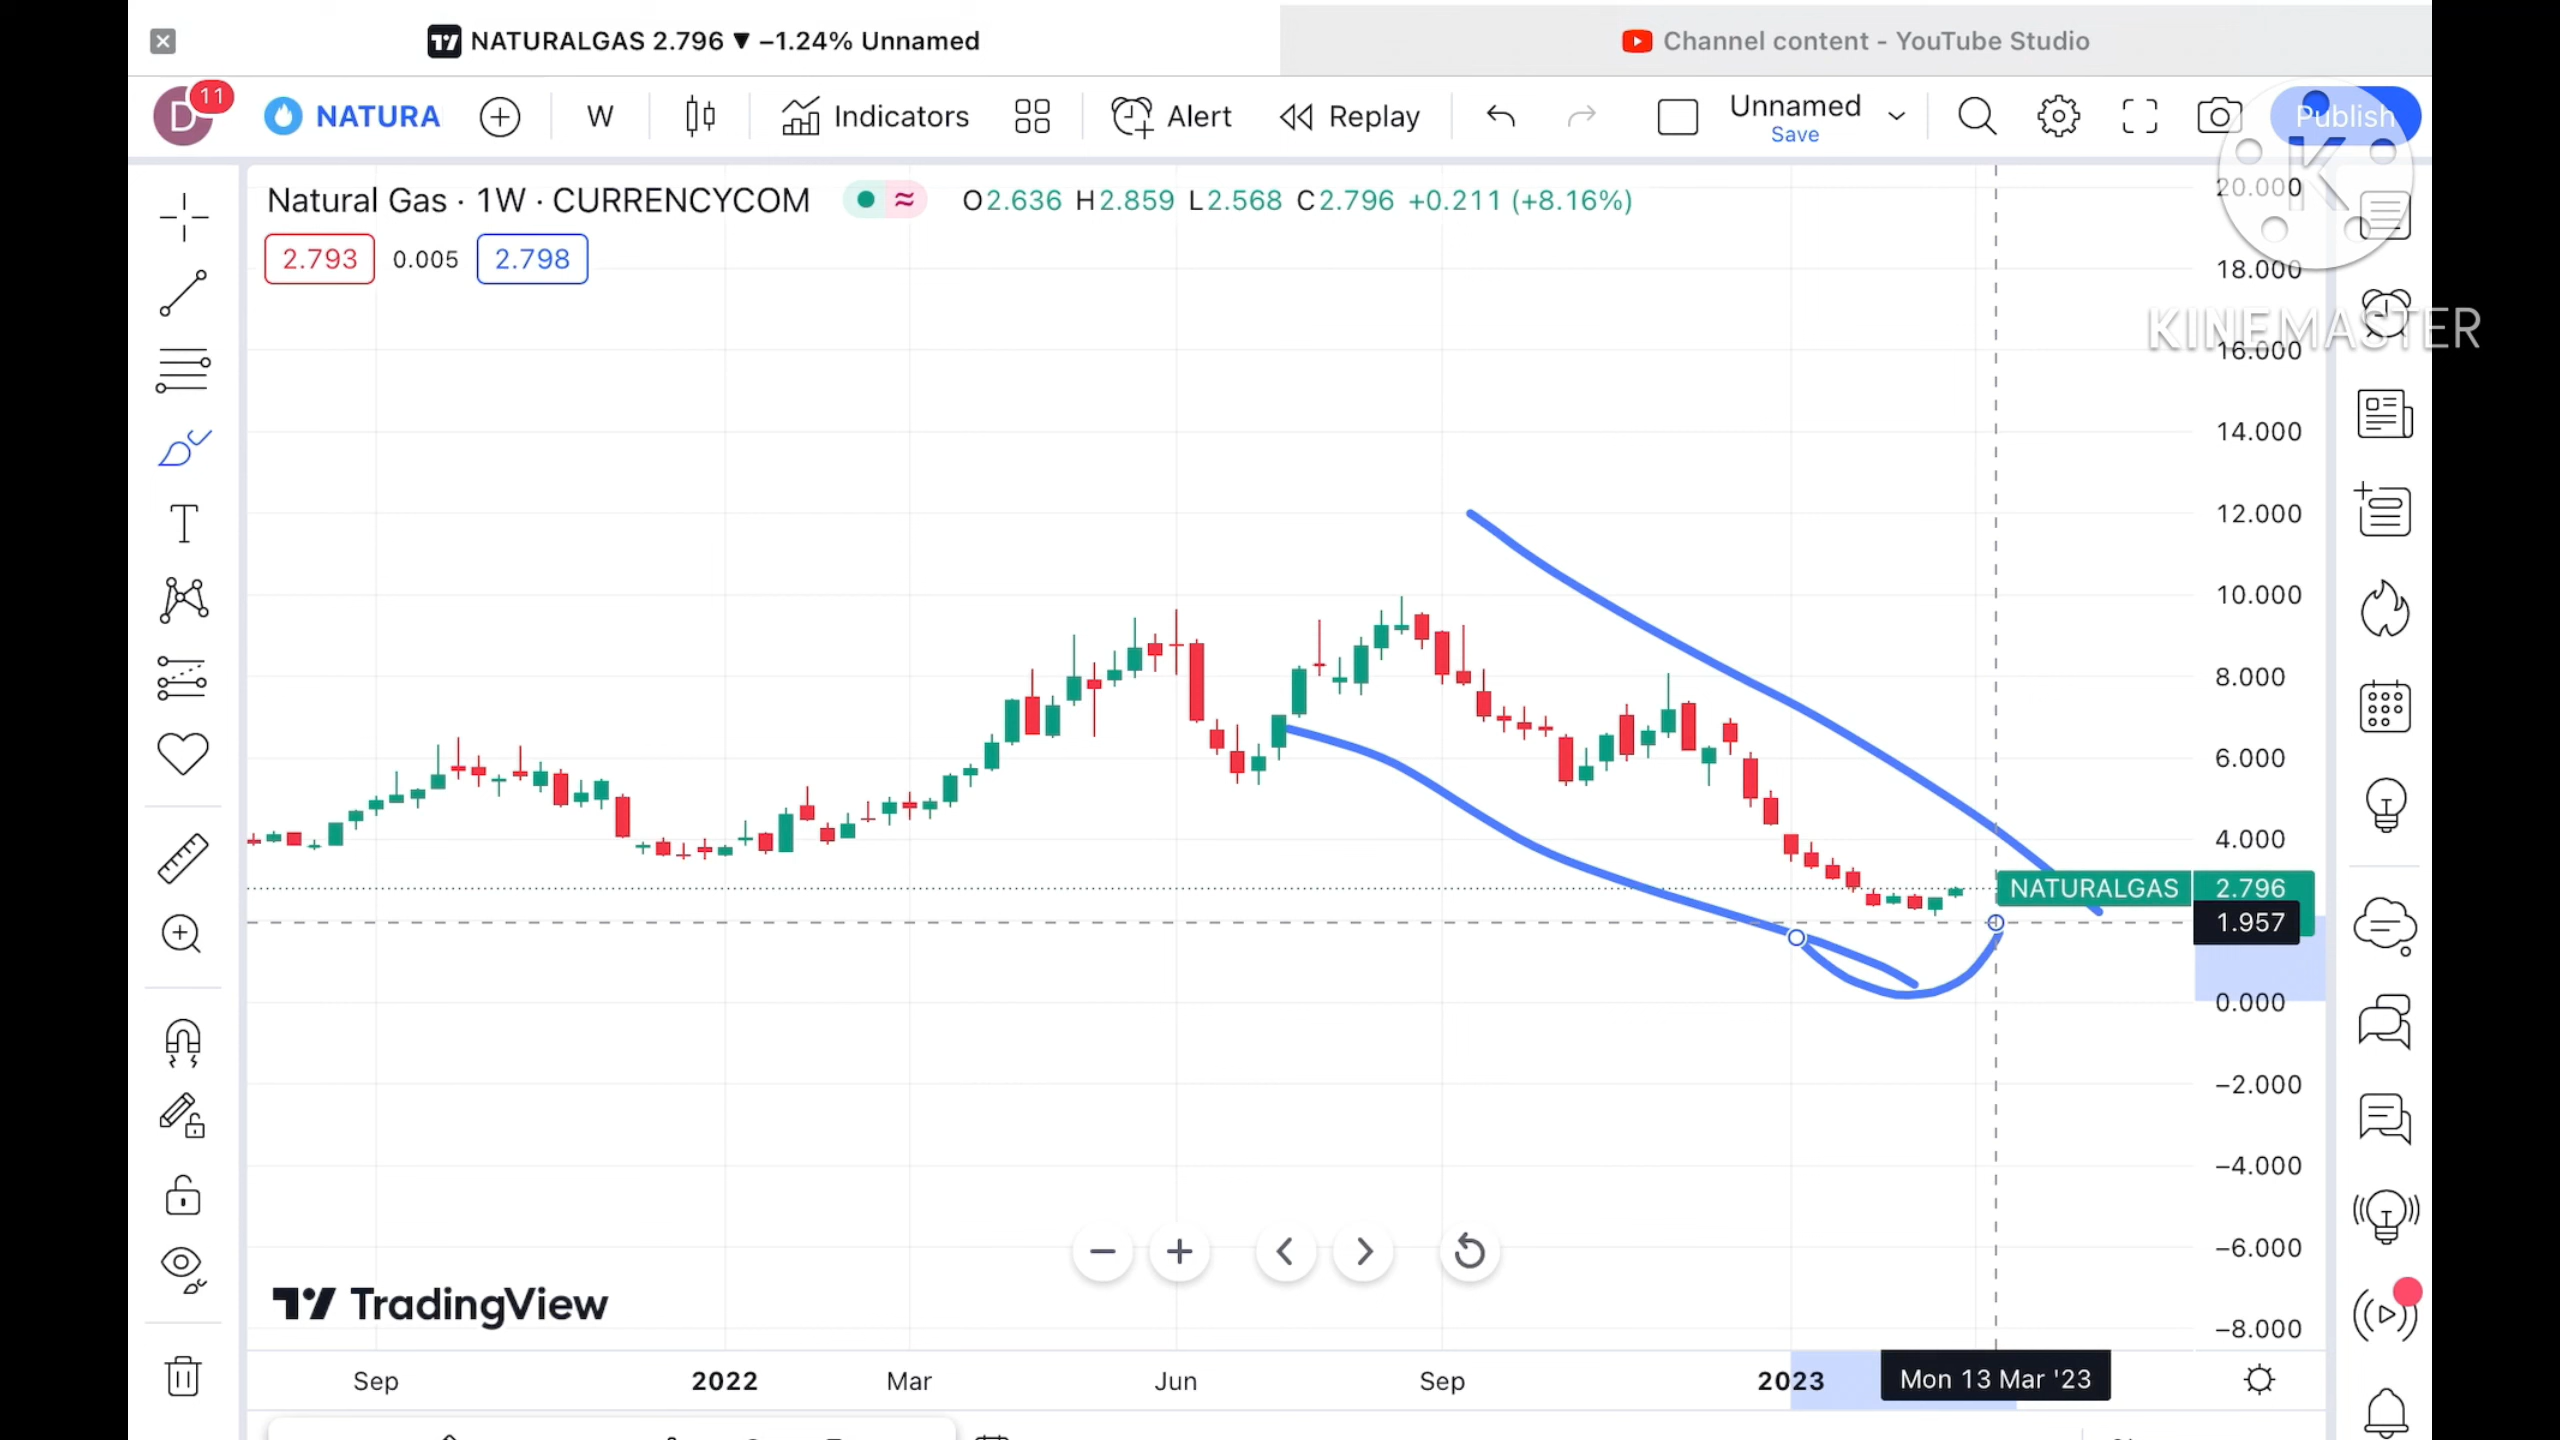 NATURALGAS 2.796 ▼ −1.24% Unnamed
Channel content - YouTube Studio
D 11 NATURA W Indicators Alert Replay Unnamed Publish
Save
Natural Gas · 1W · CURRENCYCOM O2.636 H2.859 L2.568 C2.796 +0.211 (+8.16%)
2.793 0.005 2.798
K
KINEMASTER
20.000
18.000
16.000
14.000
12.000
10.000
8.000
6.000
4.000
NATURALGAS 2.796
1.957
0.000
−2.000
−4.000
−6.000
−8.000
TradingView
Sep 2022 Mar Jun Sep 2023 Mon 13 Mar '23